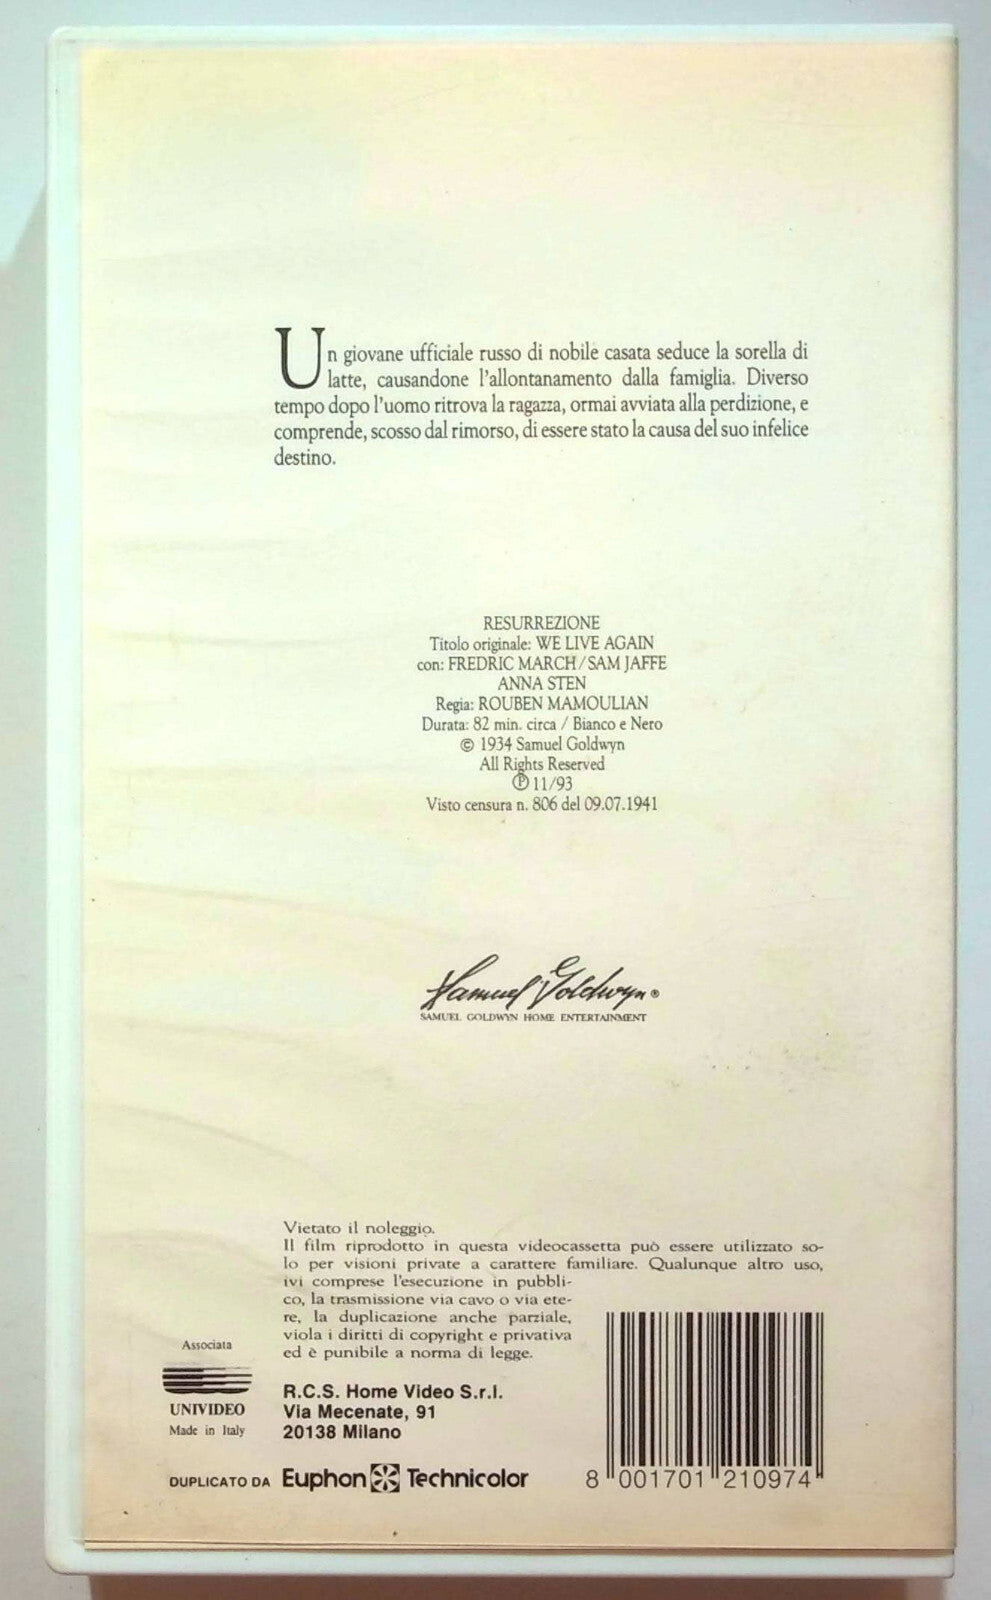 Un giovane ufficiale russo di nobile casata seduce la sorella di
latte, causandone l'allontanamento dalla famiglia. Diverso
tempo dopo l'uomo ritrova la ragazza, ormai avviata alla perdizione, e
comprende, scosso dal rimorso, di essere stato la causa del suo infelice
destino.
RESURREZIONE
Titolo originale: WE LIVE AGAIN
con: FREDRIC MARCH/SAM JAFFE
ANNA STEN
Regia: ROUBEN MAMOULIAN
Durata: 82 min. circa / Bianco e Nero
© 1934 Samuel Goldwyn
All Rights Reserved
℗ 11/93
Visto censura n. 806 del 09.07.1941
Samuel Goldwyn®
SAMUEL GOLDWYN HOME ENTERTAINMENT
Vietato il noleggio.
Il film riprodotto in questa videocassetta può essere utilizzato so-
lo per visioni private a carattere familiare. Qualunque altro uso,
ivi comprese l'esecuzione in pubbli-
co, la trasmissione via cavo o via ete-
re, la duplicazione anche parziale,
viola i diritti di copyright e privativa
ed è punibile a norma di legge.
Associata
UNIVIDEO
Made in Italy
R.C.S. Home Video S.r.l.
Via Mecenate, 91
20138 Milano
DUPLICATO DA Euphon Technicolor
8 001701 210974